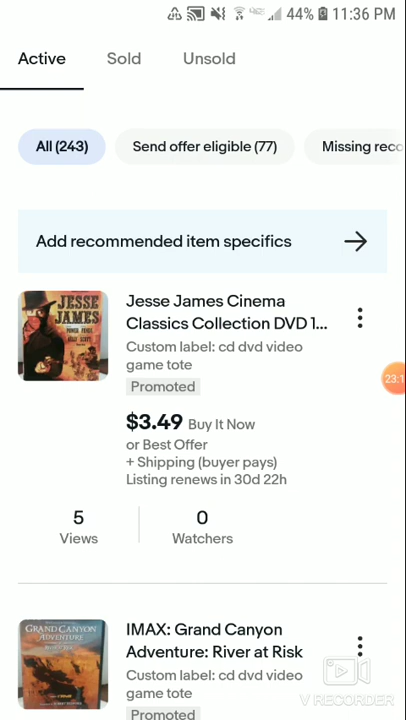 44% 11:36 PM
Active Sold Unsold
All (243) Send offer eligible (77) Missing reco
Add recommended item specifics
JESSE
JAMES
Jesse James Cinema
Classics Collection DVD 1...
Custom label: cd dvd video
game tote
Promoted
$3.49 Buy It Now
or Best Offer
+ Shipping (buyer pays)
Listing renews in 30d 22h
5 0
Views Watchers
23:1
GRAND CANYON
ADVENTURE
IMAX: Grand Canyon
Adventure: River at Risk
Custom label: cd dvd video
game tote
Promoted
V RECORDER